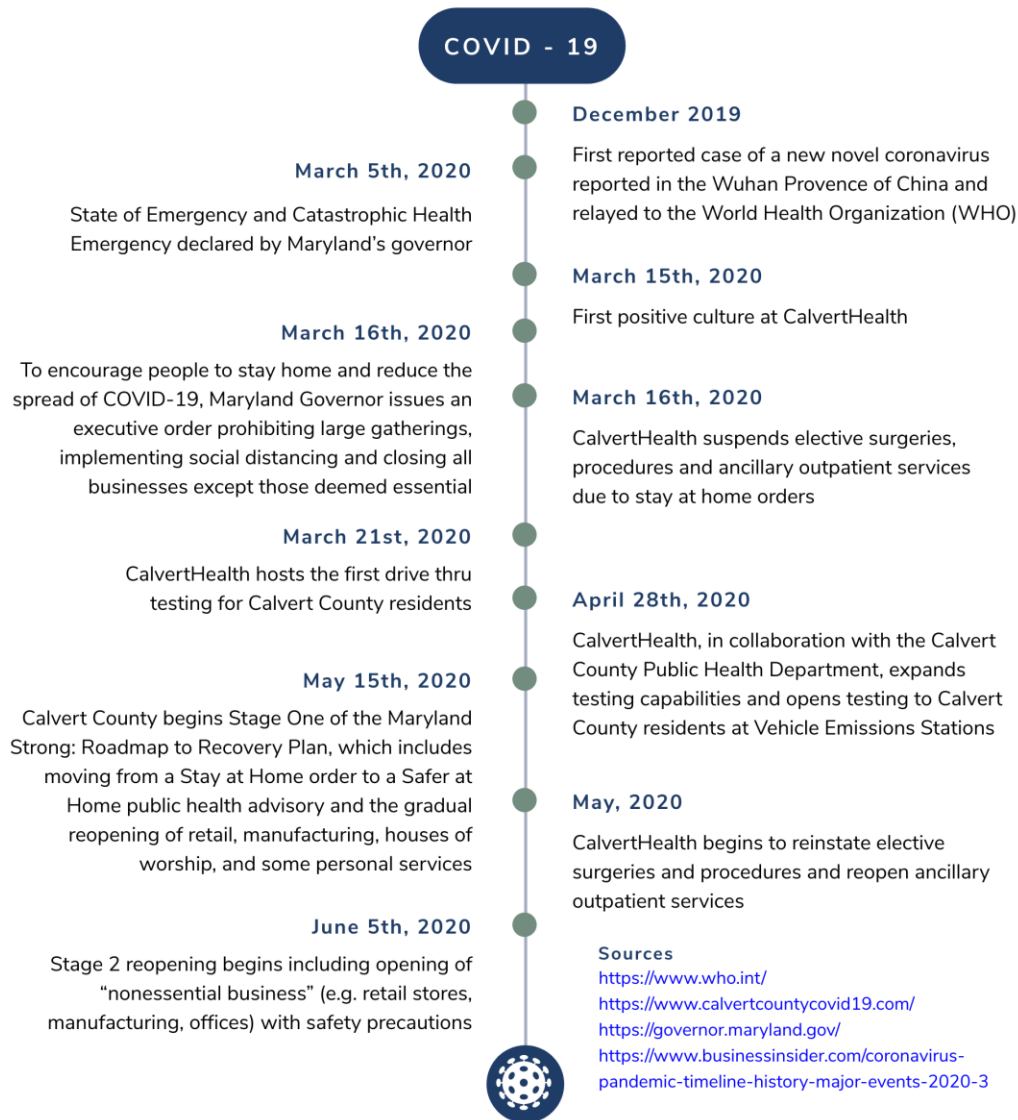 COVID - 19
December 2019
First reported case of a new novel coronavirus
reported in the Wuhan Provence of China and
relayed to the World Health Organization (WHO)
March 5th, 2020
State of Emergency and Catastrophic Health
Emergency declared by Maryland's governor
March 15th, 2020
First positive culture at CalvertHealth
March 16th, 2020
To encourage people to stay home and reduce the
spread of COVID-19, Maryland Governor issues an
executive order prohibiting large gatherings,
implementing social distancing and closing all
businesses except those deemed essential
March 16th, 2020
CalvertHealth suspends elective surgeries,
procedures and ancillary outpatient services
due to stay at home orders
March 21st, 2020
CalvertHealth hosts the first drive thru
testing for Calvert County residents
April 28th, 2020
CalvertHealth, in collaboration with the Calvert
County Public Health Department, expands
testing capabilities and opens testing to Calvert
County residents at Vehicle Emissions Stations
May 15th, 2020
Calvert County begins Stage One of the Maryland
Strong: Roadmap to Recovery Plan, which includes
moving from a Stay at Home order to a Safer at
Home public health advisory and the gradual
reopening of retail, manufacturing, houses of
worship, and some personal services
May, 2020
CalvertHealth begins to reinstate elective
surgeries and procedures and reopen ancillary
outpatient services
June 5th, 2020
Stage 2 reopening begins including opening of
“nonessential business” (e.g. retail stores,
manufacturing, offices) with safety precautions
Sources
https://www.who.int/
https://www.calvertcountycovid19.com/
https://governor.maryland.gov/
https://www.businessinsider.com/coronavirus-
pandemic-timeline-history-major-events-2020-3